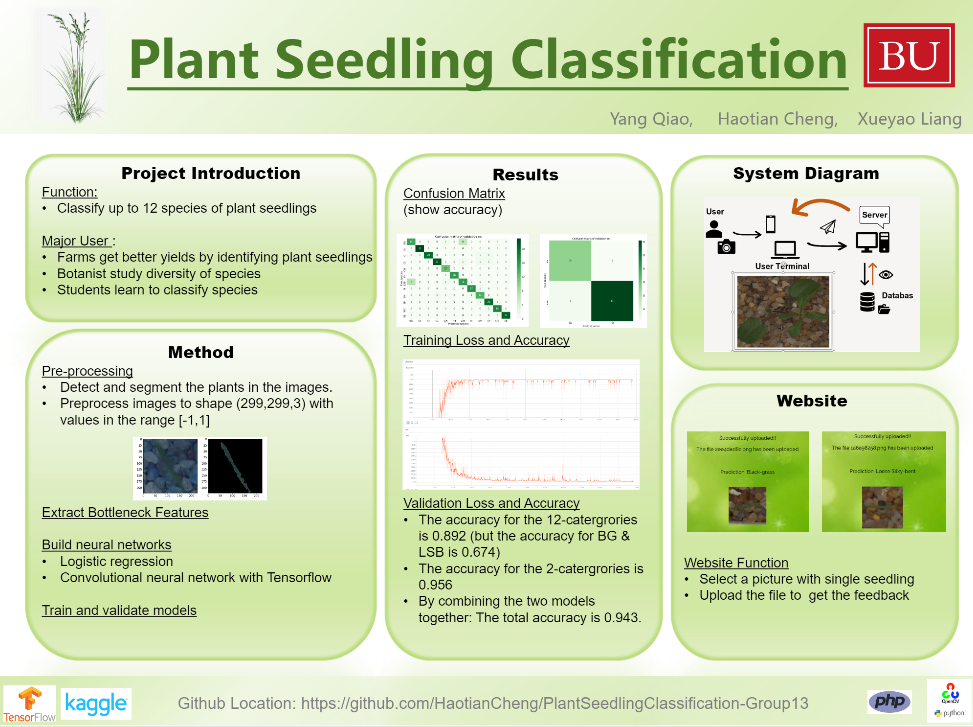 Plant Seedling Classification
BU
Yang Qiao, Haotian Cheng, Xueyao Liang
Project Introduction
Function:
• Classify up to 12 species of plant seedlings
Major User :
• Farms get better yields by identifying plant seedlings
• Botanist study diversity of species
• Students learn to classify species
Method
Pre-processing
• Detect and segment the plants in the images.
• Preprocess images to shape (299,299,3) with
values in the range [-1,1]
Extract Bottleneck Features
Build neural networks
• Logistic regression
• Convolutional neural network with Tensorflow
Train and validate models
Results
Confusion Matrix
(show accuracy)
Training Loss and Accuracy
Validation Loss and Accuracy
• The accuracy for the 12-catergrories
is 0.892 (but the accuracy for BG &
LSB is 0.674)
• The accuracy for the 2-catergrories is
0.956
• By combining the two models
together: The total accuracy is 0.943.
System Diagram
User
Server
User Terminal
Databas
Website
Successfully uploaded!!
png has been uploaded
Prediction: Black-grass
Successfully uploaded!!
png has been uploaded
Prediction: Loose Silky-bent
Website Function
• Select a picture with single seedling
• Upload the file to get the feedback
TensorFlow
kaggle
Github Location: https://github.com/HaotianCheng/PlantSeedlingClassification-Group13
php
OpenCV
python